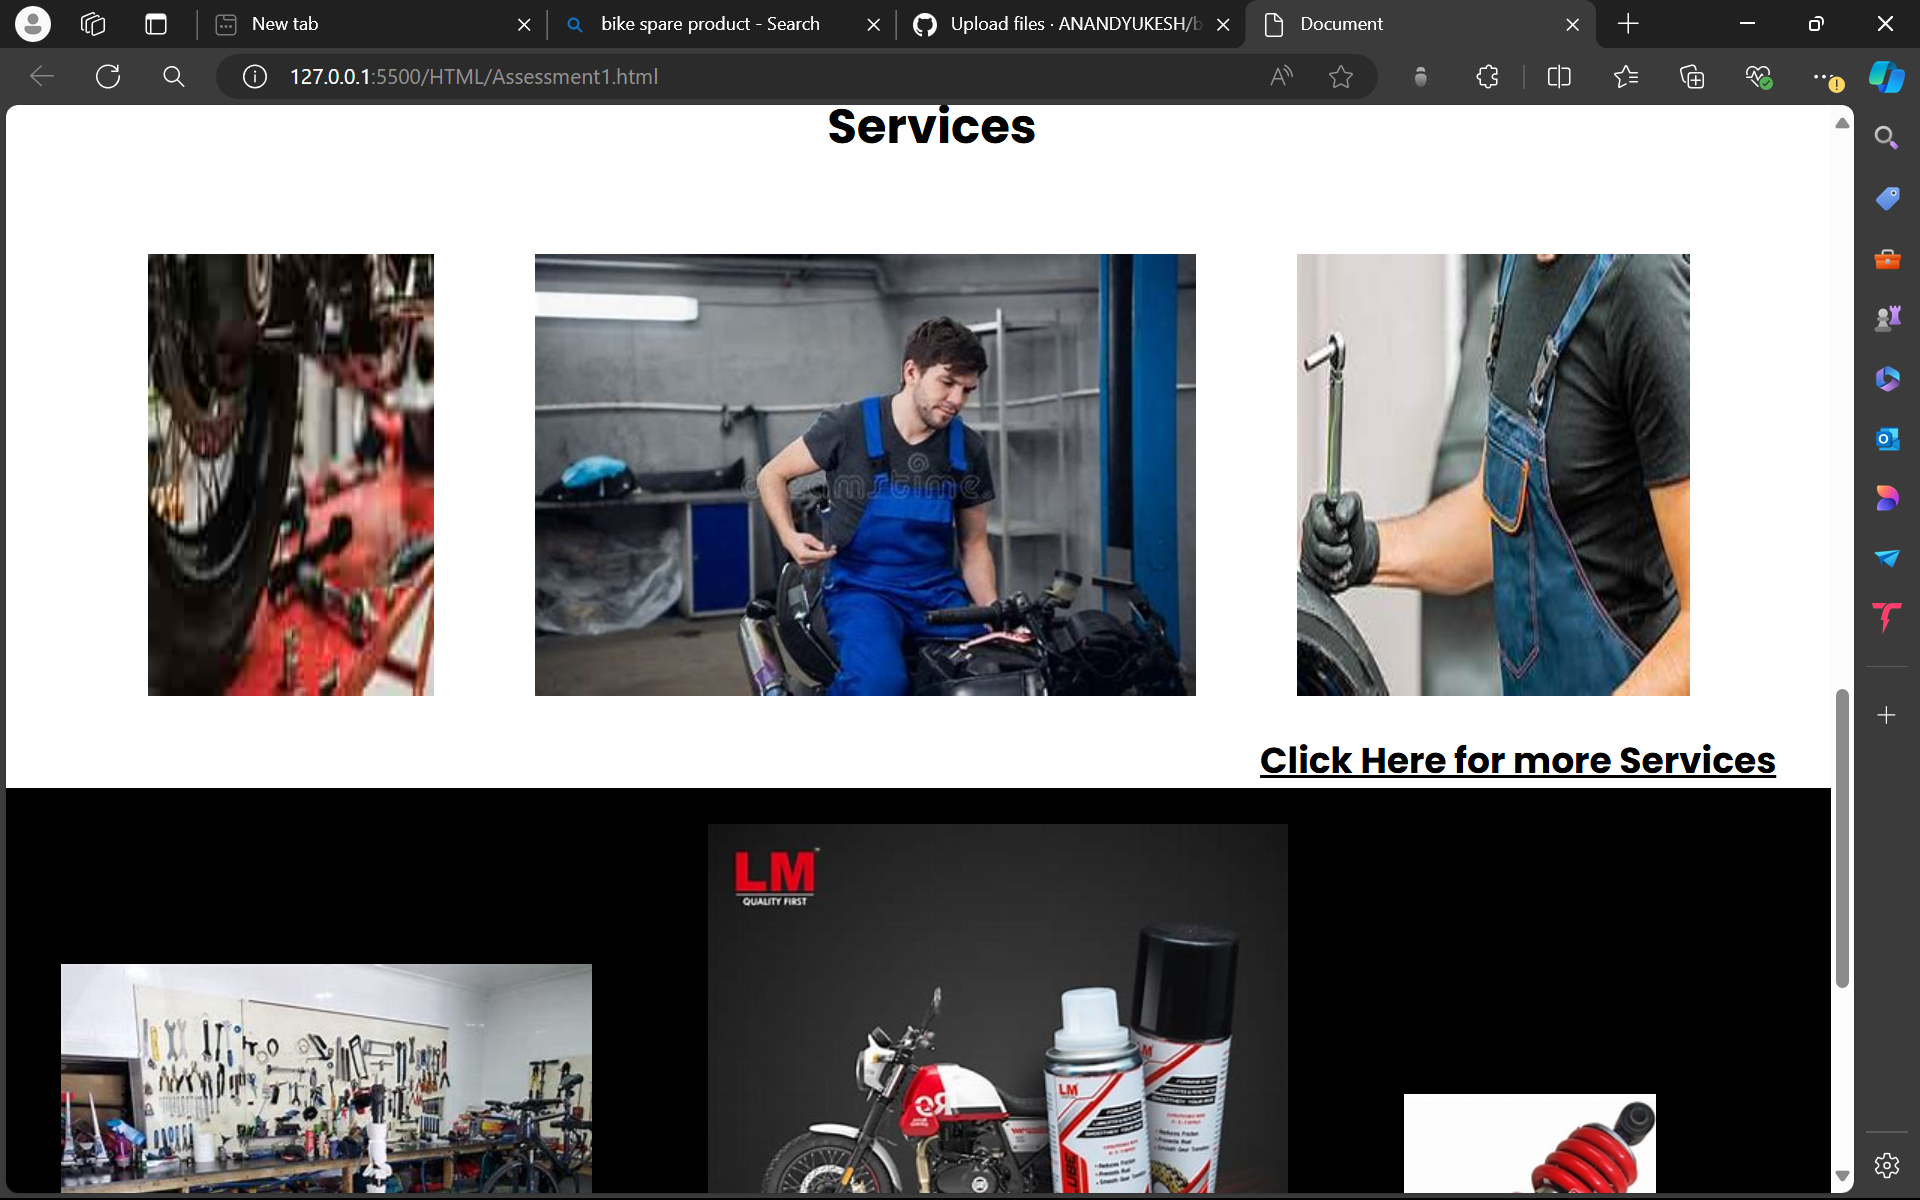 New tab
bike spare product - Search
Upload files · ANANDYUKESH/b
Document
127.0.0.1:5500/HTML/Assessment1.html
Services
dreamstime
Click Here for more Services
LM
QUALITY FIRST
LM